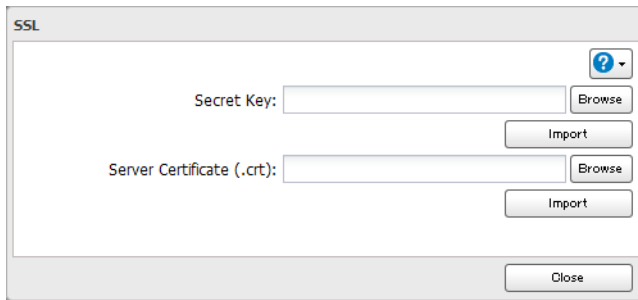 SSL
?
Secret Key: Browse
Import
Server Certificate (.crt): Browse
Import
Close